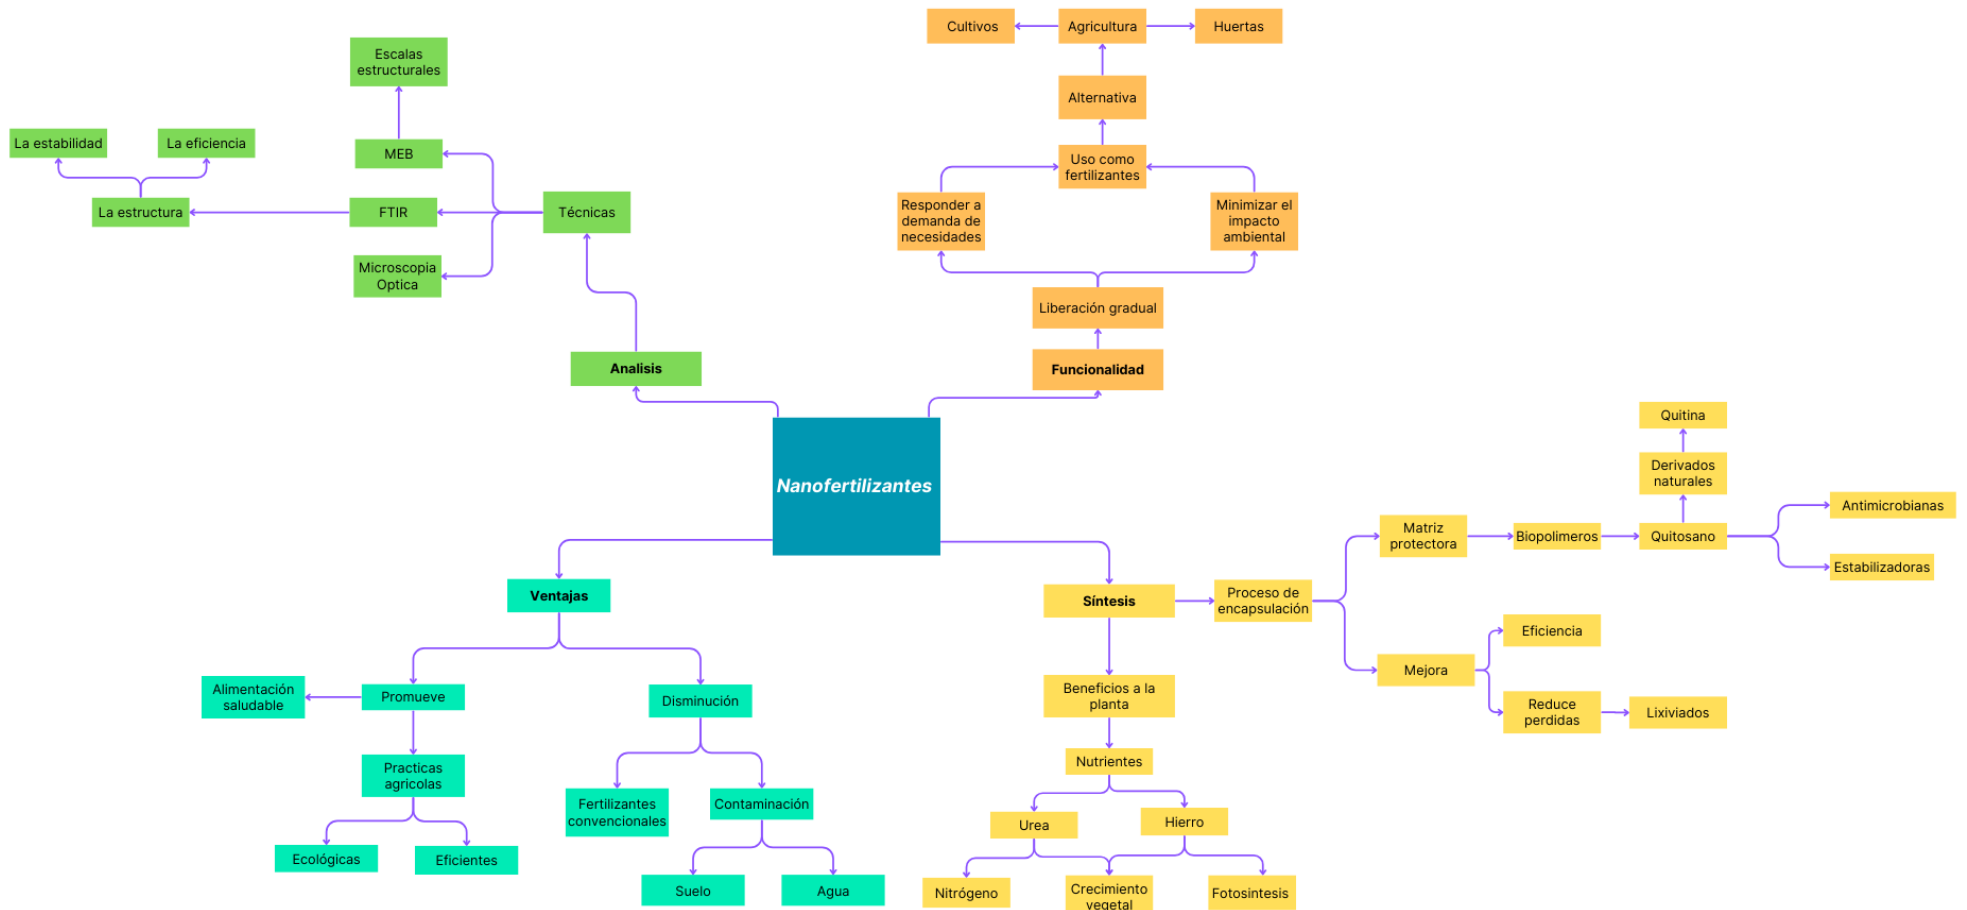 Cultivos
Agricultura
Huertas
Escalas
estructurales
Alternativa
La estabilidad
La eficiencia
MEB
Uso como
fertilizantes
La estructura
FTIR
Técnicas
Responder a
demanda de
necesidades
Minimizar el
impacto
ambiental
Microscopia
Optica
Liberación gradual
Analisis
Funcionalidad
Nanofertilizantes
Quitina
Derivados
naturales
Antimicrobianas
Matriz
protectora
Biopolimeros
Quitosano
Estabilizadoras
Ventajas
Síntesis
Proceso de
encapsulación
Eficiencia
Mejora
Reduce
perdidas
Lixiviados
Alimentación
saludable
Promueve
Disminución
Beneficios a la
planta
Nutrientes
Practicas
agricolas
Fertilizantes
convencionales
Contaminación
Urea
Hierro
Ecológicas
Eficientes
Suelo
Agua
Nitrógeno
Crecimiento
vegetal
Fotosintesis